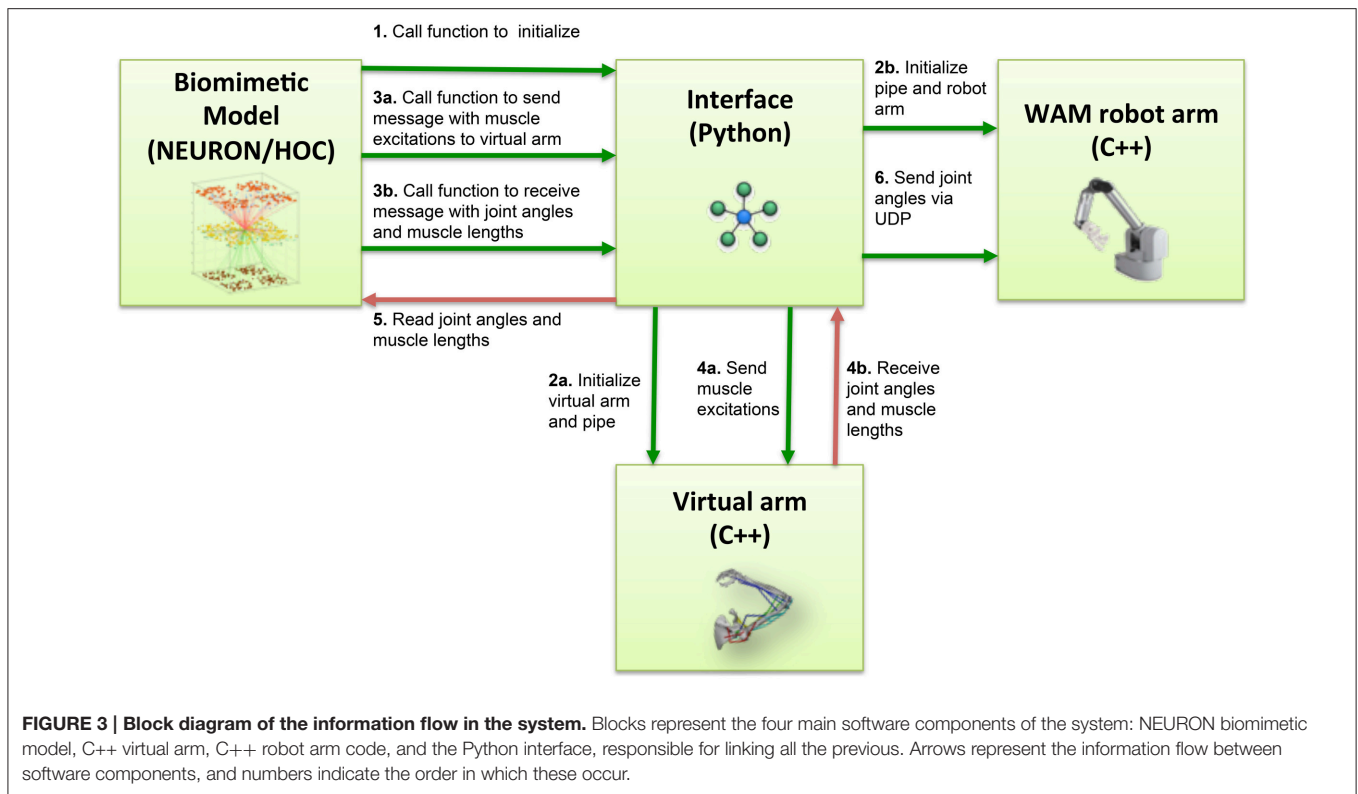 1. Call function to initialize
Biomimetic
Model
(NEURON/HOC)
3a. Call function to send
message with muscle
excitations to virtual arm
3b. Call function to receive
message with joint angles
and muscle lengths
5. Read joint angles and
muscle lengths
Interface
(Python)
2b. Initialize
pipe and robot
arm
6. Send joint
angles via
UDP
WAM robot arm
(C++)
2a. Initialize
virtual arm
and pipe
4a. Send
muscle
excitations
4b. Receive
joint angles
and muscle
lengths
Virtual arm
(C++)
FIGURE 3 | Block diagram of the information flow in the system. Blocks represent the four main software components of the system: NEURON biomimetic
model, C++ virtual arm, C++ robot arm code, and the Python interface, responsible for linking all the previous. Arrows represent the information flow between
software components, and numbers indicate the order in which these occur.